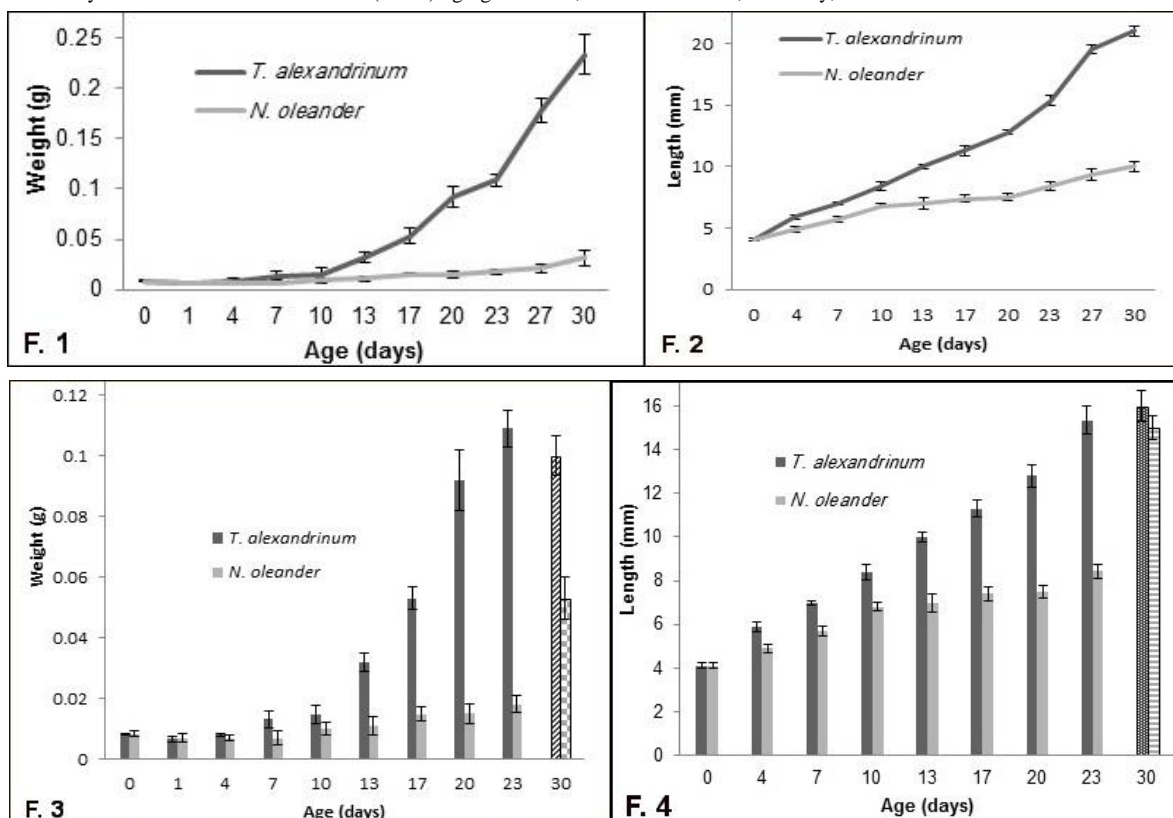 0.25
0.2
0.15
0.1
0.05
0
Weight (g)
T. alexandrinum
N. oleander
0 1 4 7 10 13 17 20 23 27 30
Age (days)
F. 1
20
15
10
5
0
Length (mm)
T. alexandrinum
N. oleander
0 4 7 10 13 17 20 23 27 30
Age (days)
F. 2
0.12
0.1
0.08
0.06
0.04
0.02
0
Weight (g)
T. alexandrinum
N. oleander
0 1 4 7 10 13 17 20 23 30
Age (days)
F. 3
16
14
12
10
8
6
4
2
0
Length (mm)
T. alexandrinum
N. oleander
0 4 7 10 13 17 20 23 30
Age (days)
F. 4